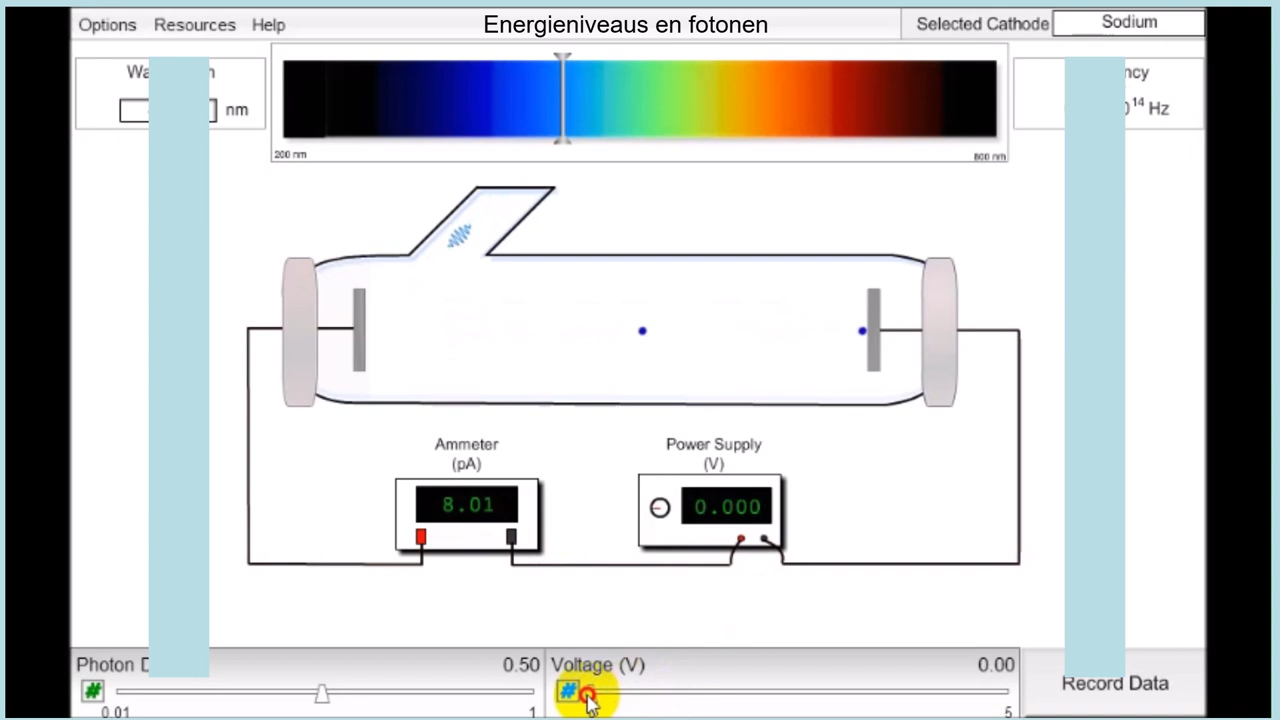 Options Resources Help
Energieniveaus en fotonen
Selected Cathode Sodium
nm
14 Hz
200 nm
800 nm
Ammeter
(pA)
8.01
Power Supply
(V)
0.000
Photon
0.50
Voltage (V)
0.00
#
#
0.01
1
5
Record Data